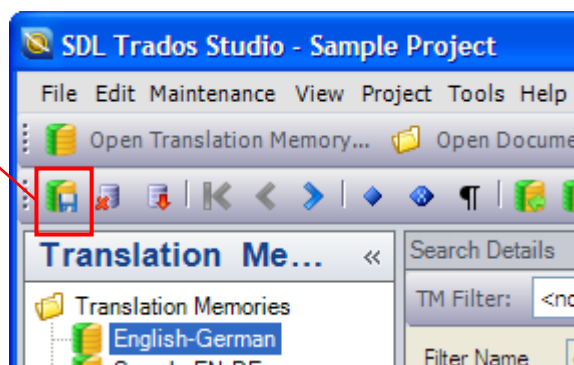 SDL Trados Studio - Sample Project
File Edit Maintenance View Project Tools Help
Open Translation Memory... Open Docume
Translation Me... «
Search Details
Translation Memories
TM Filter: <no
English-German
Filter Name